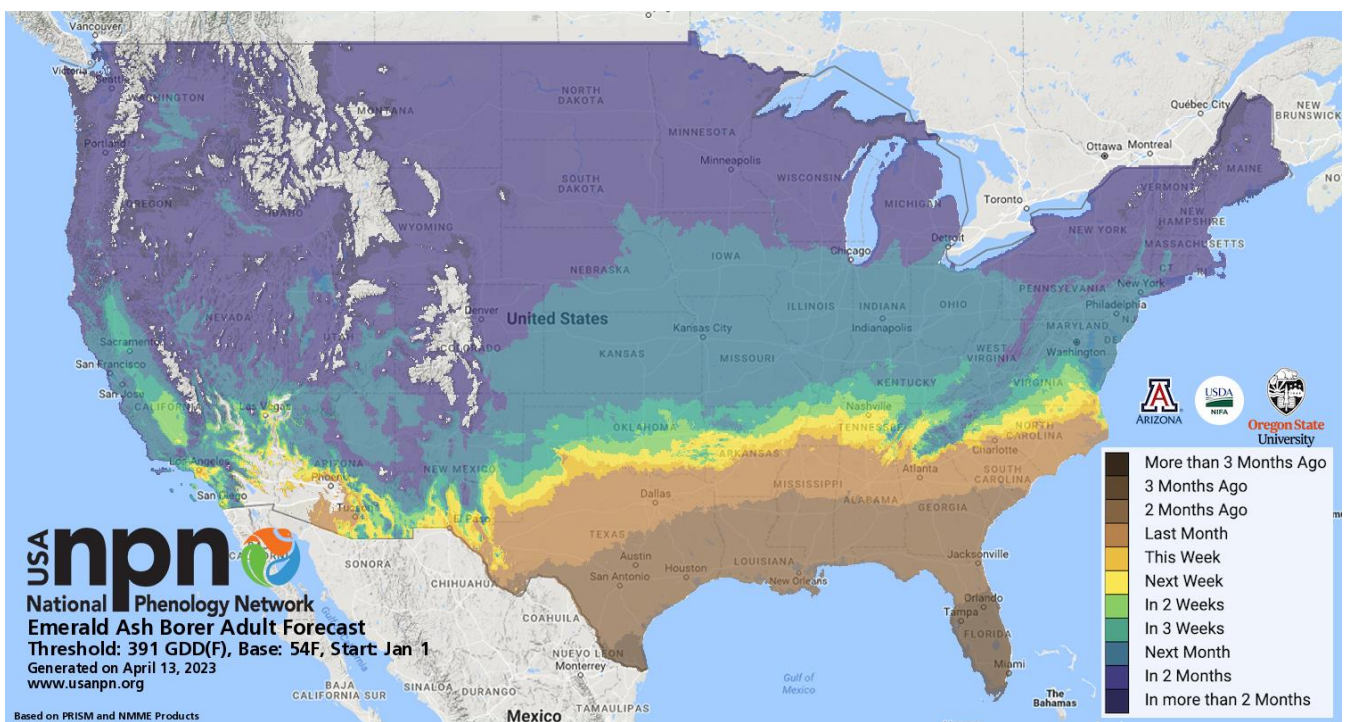 Vancouver
Victoria
Seattle
WASHINGTON
Portland
OREGON
IDAHO
MONTANA
NORTH
DAKOTA
SOUTH
DAKOTA
MINNESOTA
Minneapolis
WISCONSIN
MICHIGAN
Québec City
NEW
BRUNSWICK
Ottawa
Montreal
MAINE
Toronto
VERMONT
NEW
HAMPSHIRE
NEW YORK
MASSACHUSETTS
CT
RI
WYOMING
NEBRASKA
IOWA
Chicago
Detroit
PENNSYLVANIA
New York
Philadelphia
NJ
NEVADA
UTAH
Denver
COLORADO
United States
Kansas City
KANSAS
MISSOURI
ILLINOIS
INDIANA
Indianapolis
OHIO
WEST
VIRGINIA
MARYLAND
DE
Washington
Sacramento
San Francisco
San Jose
CALIFORNIA
Las Vegas
Los Angeles
San Diego
ARIZONA
Phoenix
Tucson
NEW MEXICO
El Paso
OKLAHOMA
ARKANSAS
KENTUCKY
VIRGINIA
Nashville
TENNESSEE
NORTH
CAROLINA
Charlotte
SOUTH
CAROLINA
Atlanta
MISSISSIPPI
ALABAMA
GEORGIA
Dallas
TEXAS
Austin
San Antonio
Houston
LOUISIANA
New Orleans
Jacksonville
Orlando
Tampa
FLORIDA
Miami
Gulf of
Mexico
The
Bahamas
SONORA
CHIHUAHUA
COAHUILA
NUEVO LEON
Monterrey
BAJA
CALIFORNIA SUR
SINALOA
DURANGO
TAMAULIPAS
Mexico
A
ARIZONA
USDA
NIFA
Oregon State
University
More than 3 Months Ago
3 Months Ago
2 Months Ago
Last Month
This Week
Next Week
In 2 Weeks
In 3 Weeks
Next Month
In 2 Months
In more than 2 Months
USA
npn
National Phenology Network
Emerald Ash Borer Adult Forecast
Threshold: 391 GDD(F), Base: 54F, Start: Jan 1
Generated on April 13, 2023
www.usanpn.org
Based on PRISM and NMME Products